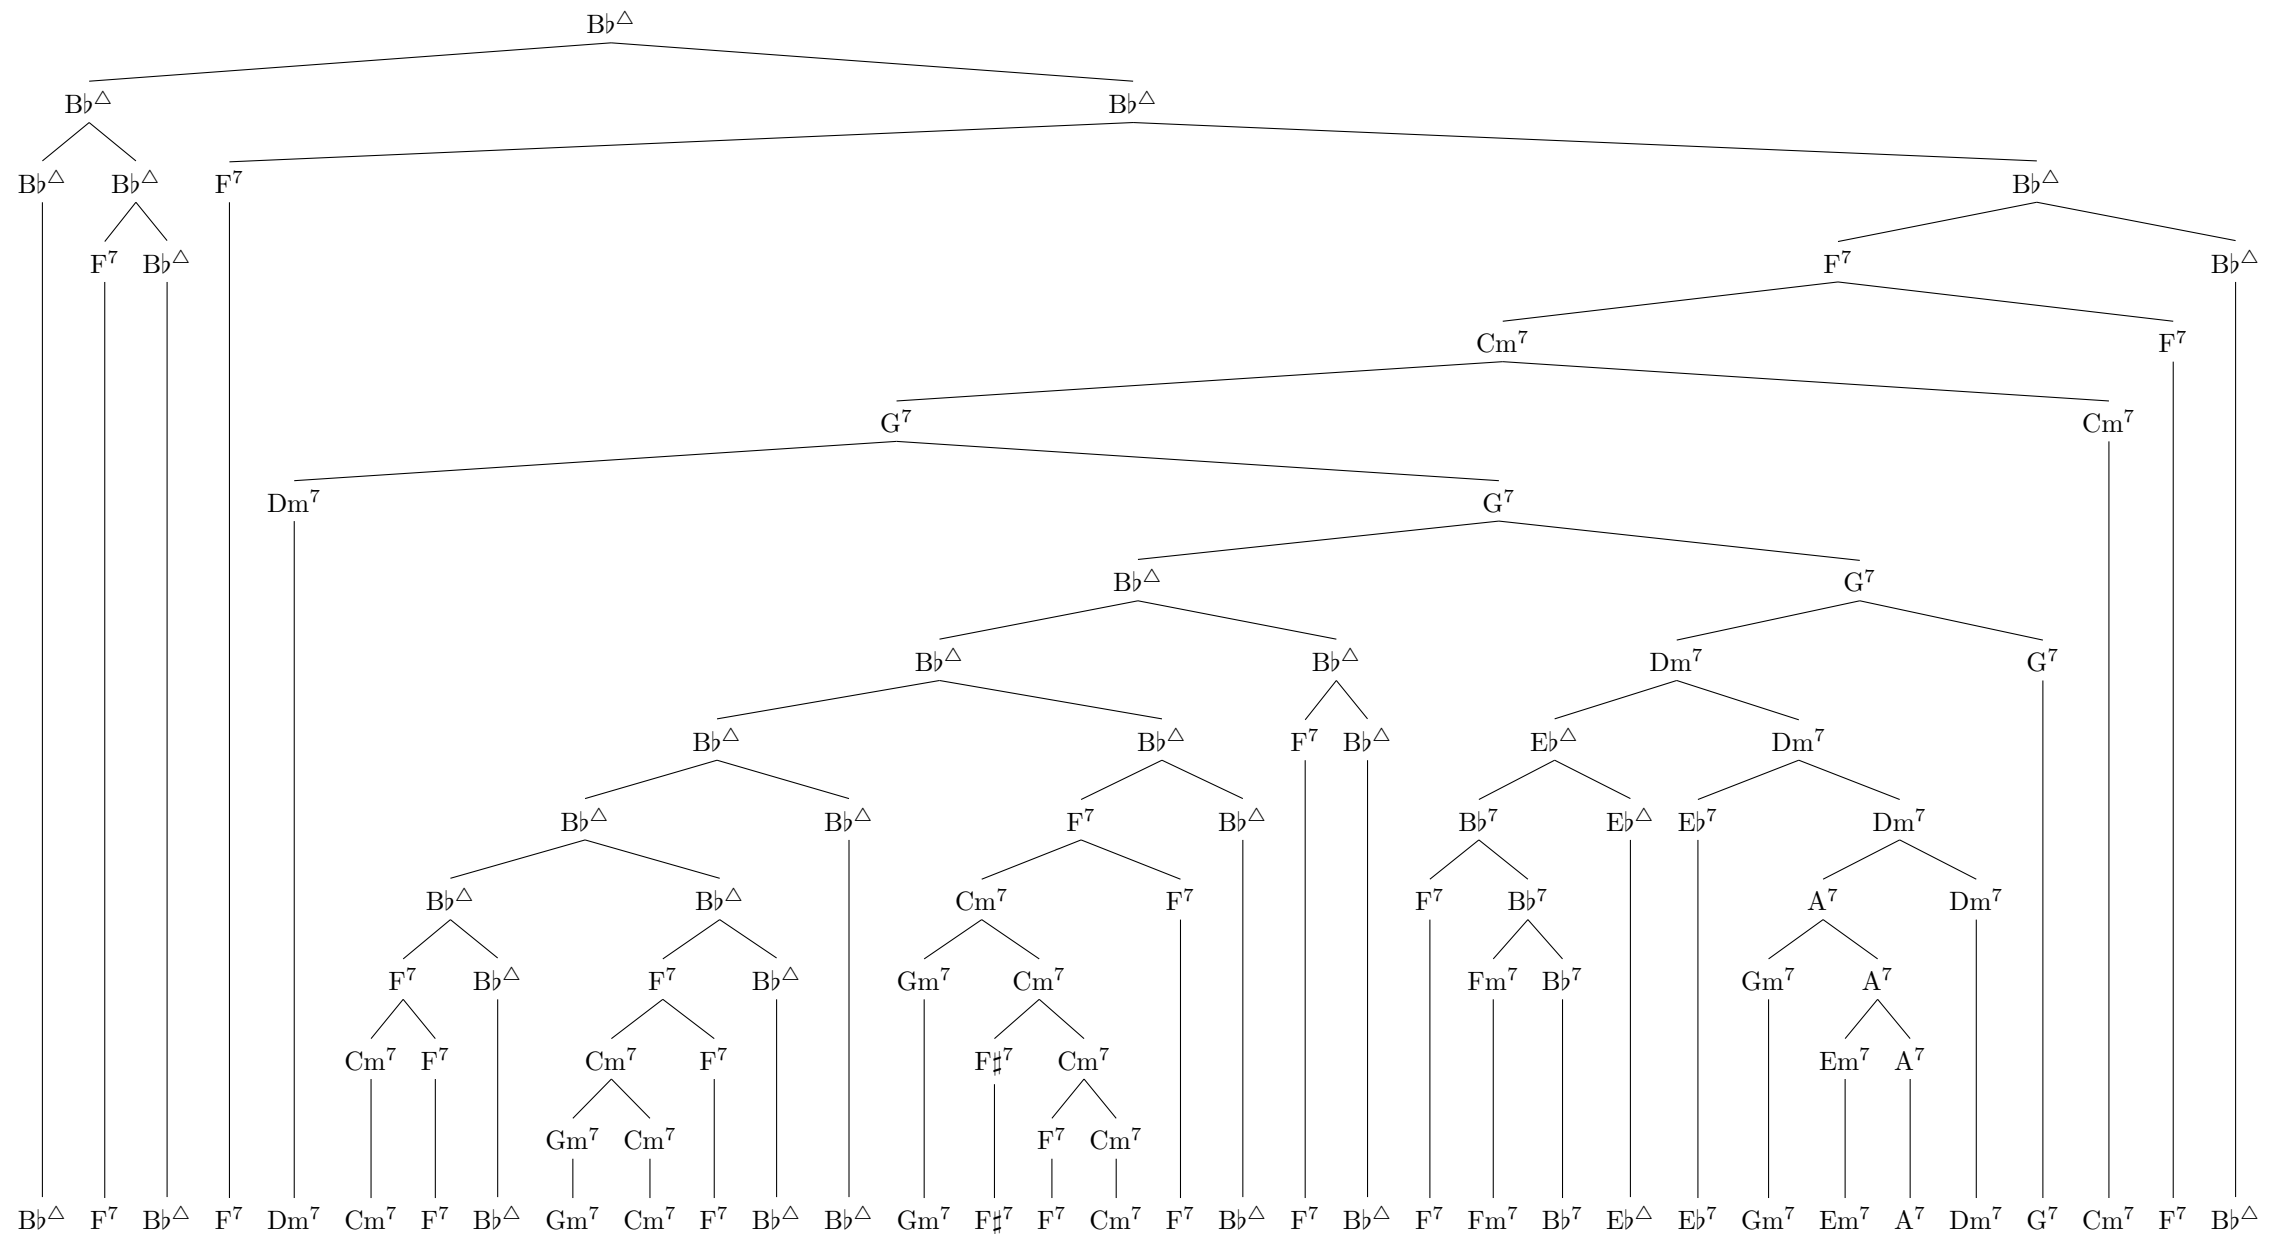 B♭△
B♭△ B♭△
B♭△ B♭△ F⁷ B♭△
F⁷ B♭△ F⁷ B♭△
Cm⁷ F⁷
G⁷ Cm⁷
Dm⁷ G⁷
B♭△ G⁷
B♭△ B♭△ Dm⁷ G⁷
B♭△ B♭△ F⁷ B♭△ E♭△ Dm⁷
B♭△ B♭△ F⁷ B♭△ B♭⁷ E♭△ E♭⁷ Dm⁷
B♭△ B♭△ Cm⁷ F⁷ F⁷ B♭⁷ A⁷ Dm⁷
F⁷ B♭△ F⁷ B♭△ Gm⁷ Cm⁷ Fm⁷ B♭⁷ Gm⁷ A⁷
Cm⁷ F⁷ Cm⁷ F⁷ F♯⁷ Cm⁷ Em⁷ A⁷
Gm⁷ Cm⁷ F⁷ Cm⁷
B♭△ F⁷ B♭△ F⁷ Dm⁷ Cm⁷ F⁷ B♭△ Gm⁷ Cm⁷ F⁷ B♭△ B♭△ Gm⁷ F♯⁷ F⁷ Cm⁷ F⁷ B♭△ F⁷ B♭△ F⁷ Fm⁷ B♭⁷ E♭△ E♭⁷ Gm⁷ Em⁷ A⁷ Dm⁷ G⁷ Cm⁷ F⁷ B♭△